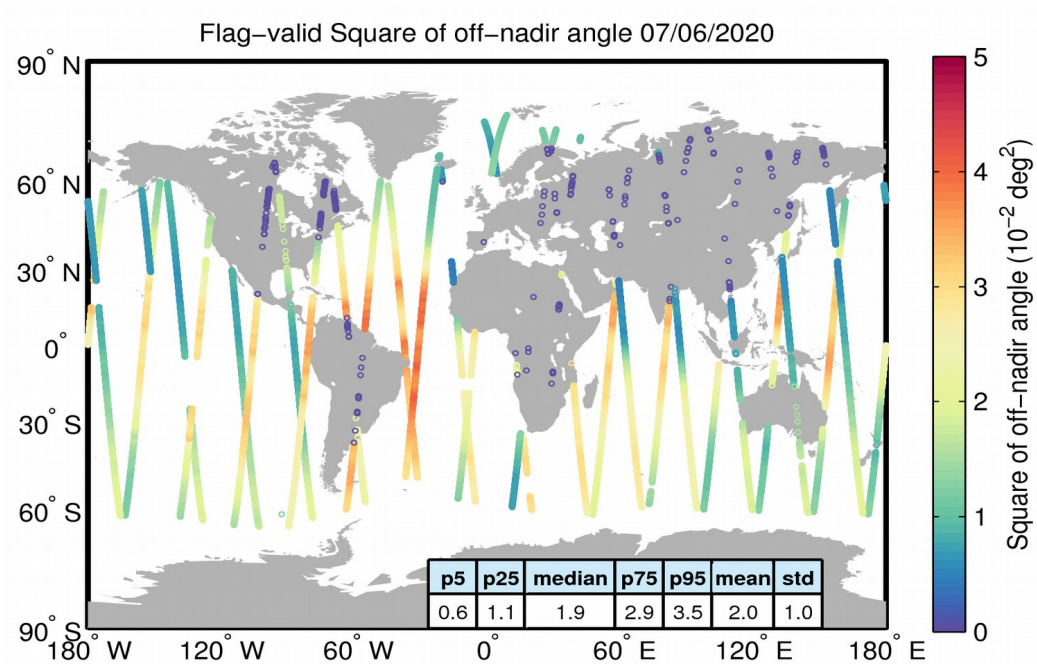 Flag−valid Square of off−nadir angle 07/06/2020
90° N
60° N
30° N
0°
30° S
60° S
90° S
180° W
120° W
60° W
0°
60° E
120° E
180° E
p5 p25 median p75 p95 mean std
0.6 1.1 1.9 2.9 3.5 2.0 1.0
5
4
3
2
1
0
Square of off−nadir angle (10⁻² deg²)